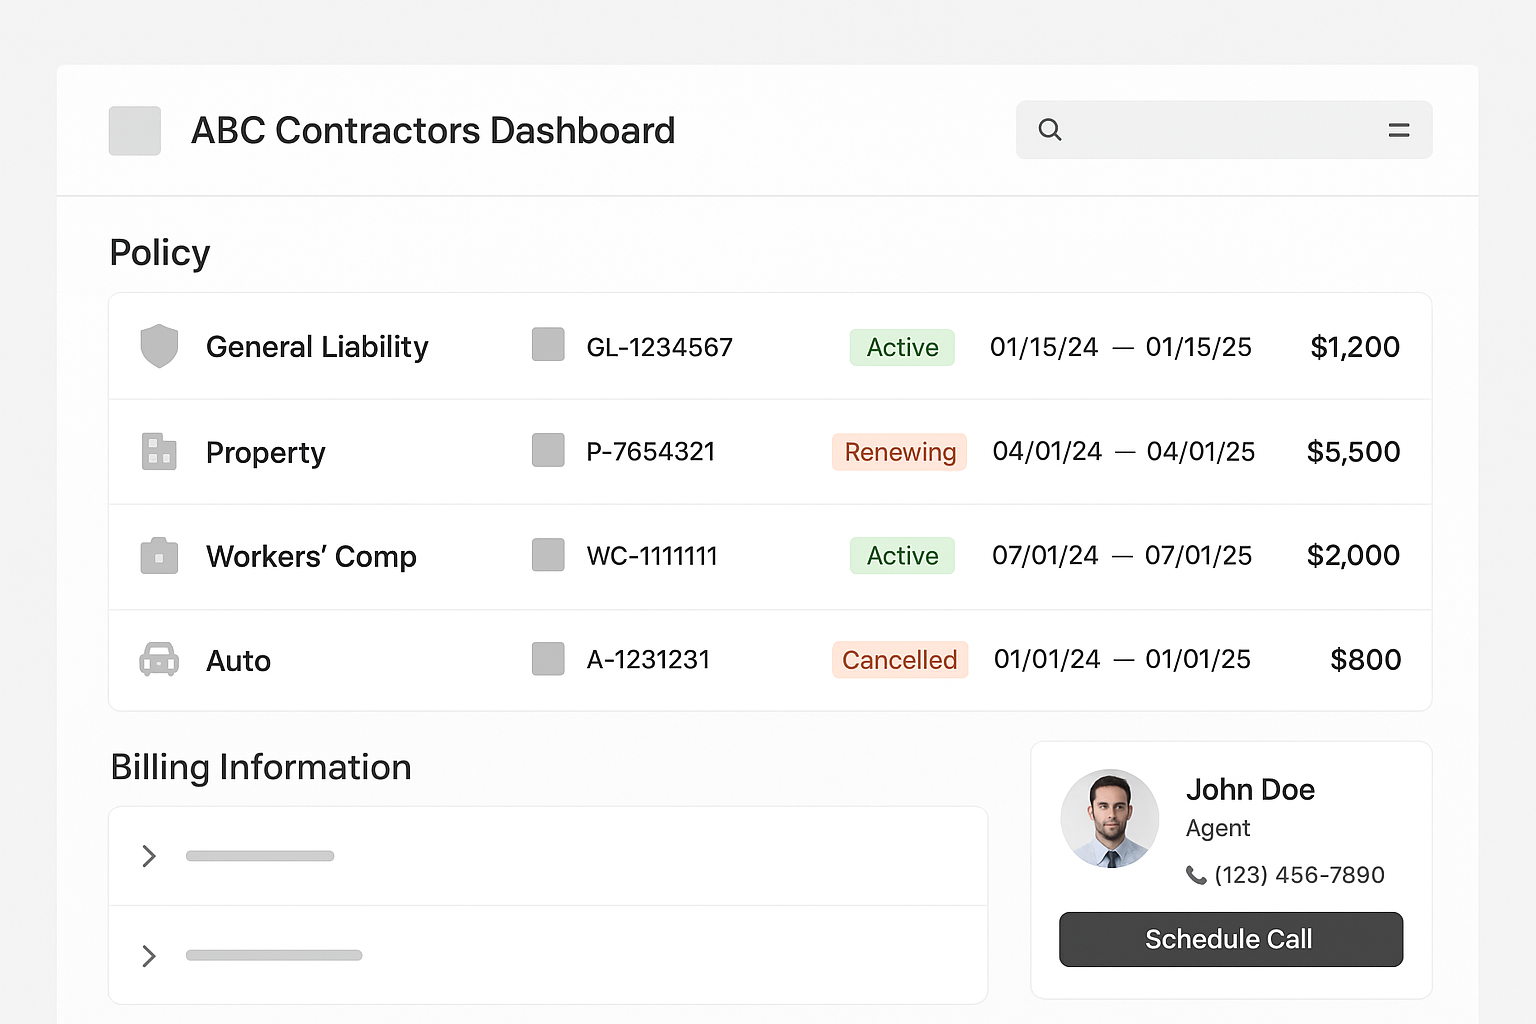 ABC Contractors Dashboard
Policy
General Liability GL-1234567 Active 01/15/24 — 01/15/25 $1,200
Property P-7654321 Renewing 04/01/24 — 04/01/25 $5,500
Workers’ Comp WC-1111111 Active 07/01/24 — 07/01/25 $2,000
Auto A-1231231 Cancelled 01/01/24 — 01/01/25 $800
Billing Information
John Doe
Agent
(123) 456-7890
Schedule Call